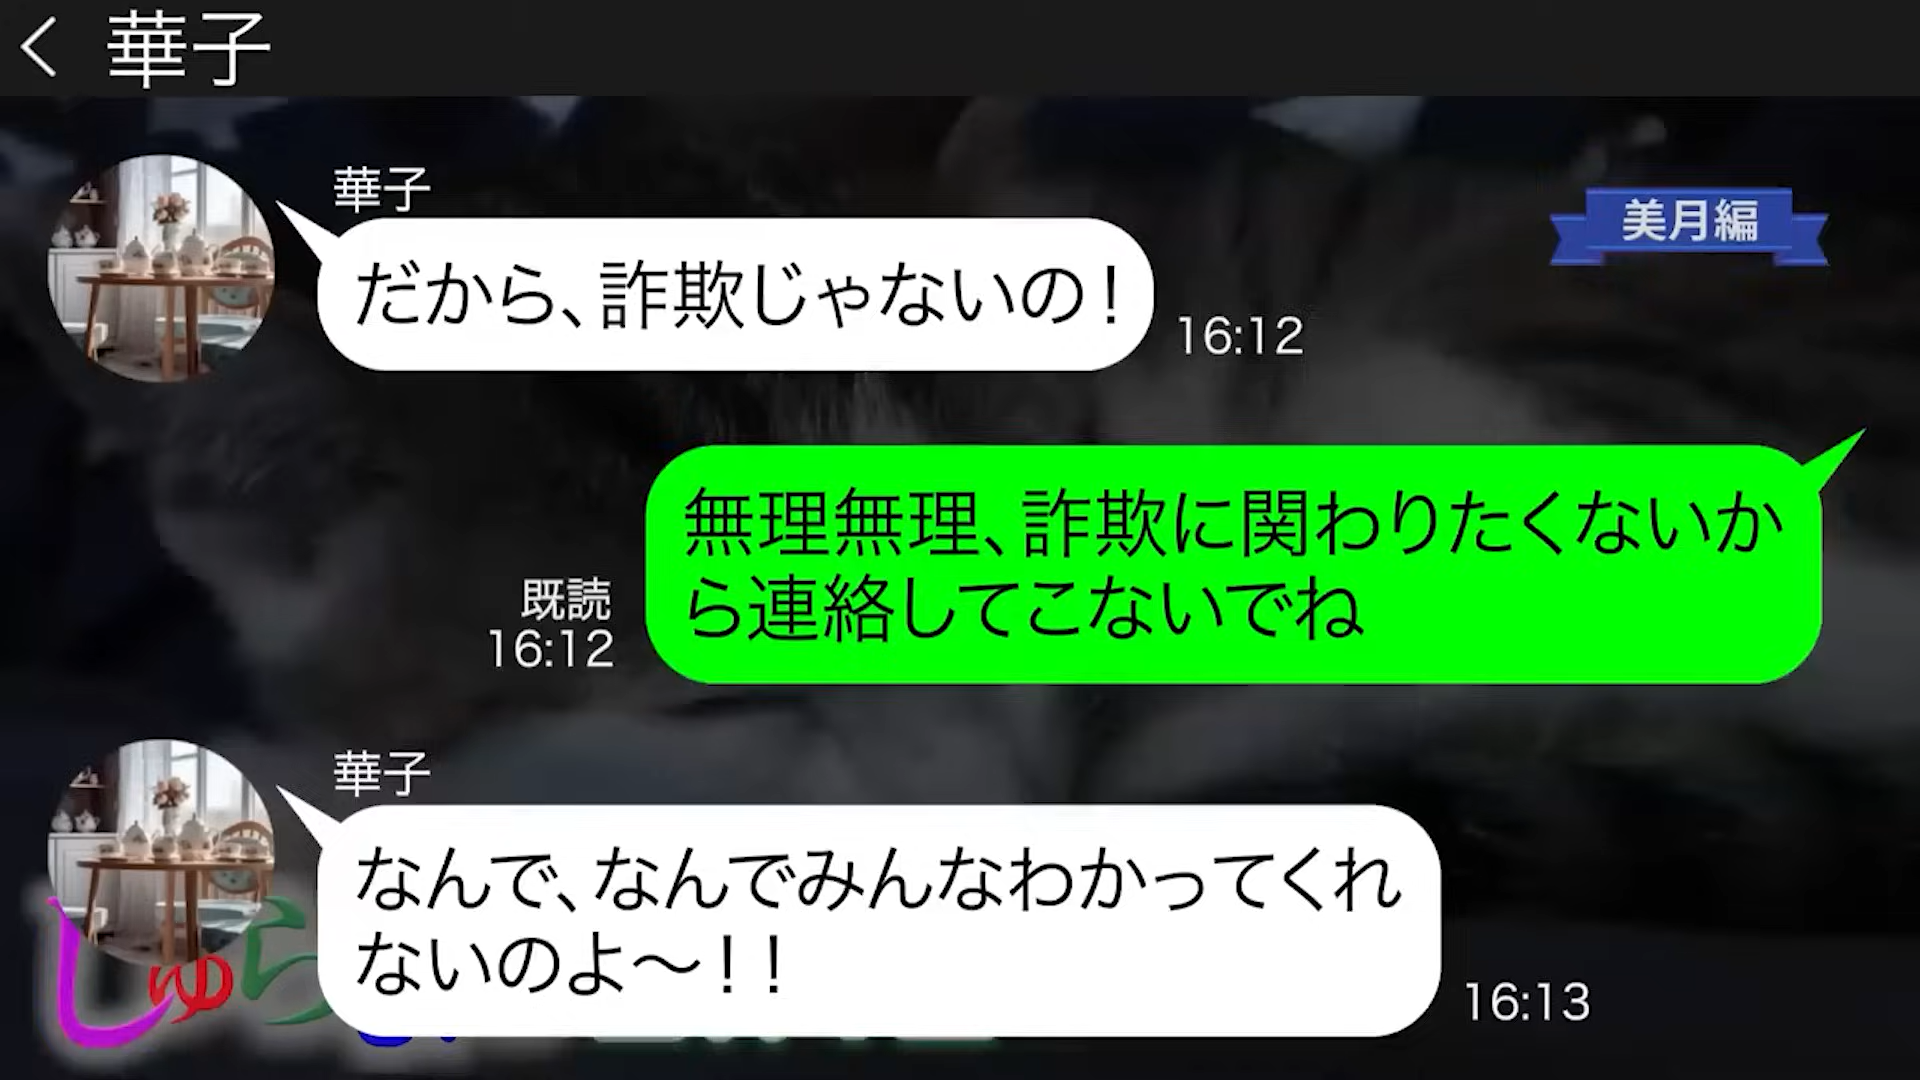 華子
華子
美月編
だから、詐欺じゃないの！
16:12
無理無理、詐欺に関わりたくないか
ら連絡してこないでね
既読
16:12
華子
なんで、なんでみんなわかってくれ
ないのよ〜！！
16:13
しゅら